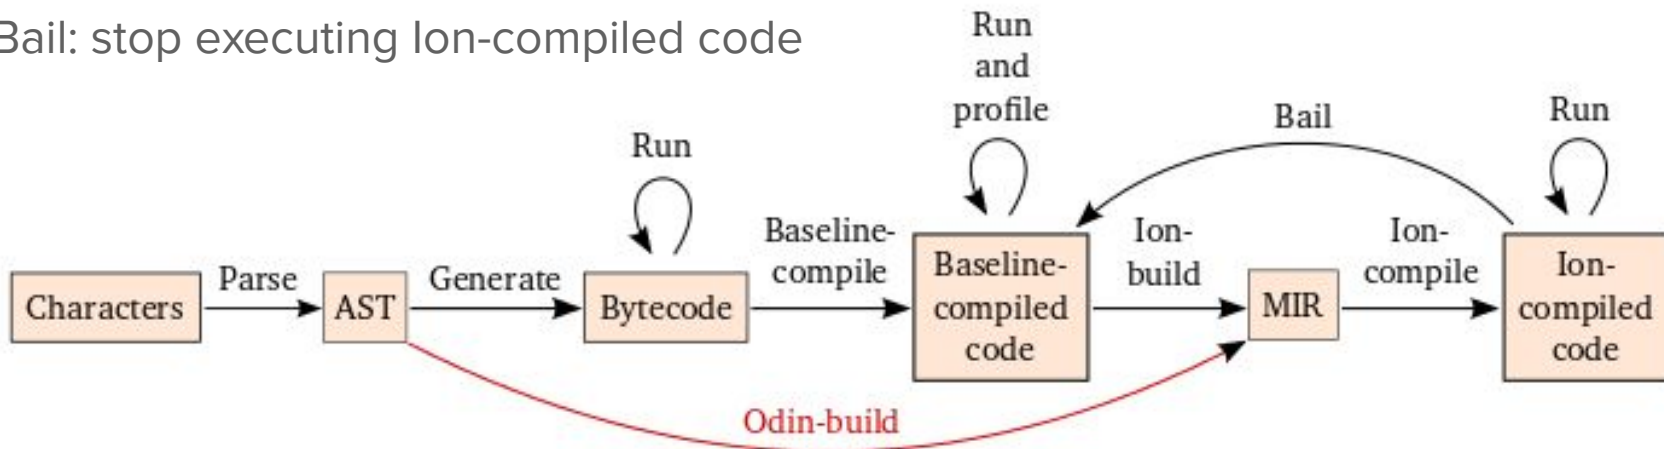 Bail: stop executing Ion-compiled code
Run
and
profile
Bail
Run
Run
Baseline-
compile
Ion-
build
Ion-
compile
Parse
Generate
Characters
AST
Bytecode
Baseline-
compiled
code
MIR
Ion-
compiled
code
Odin-build